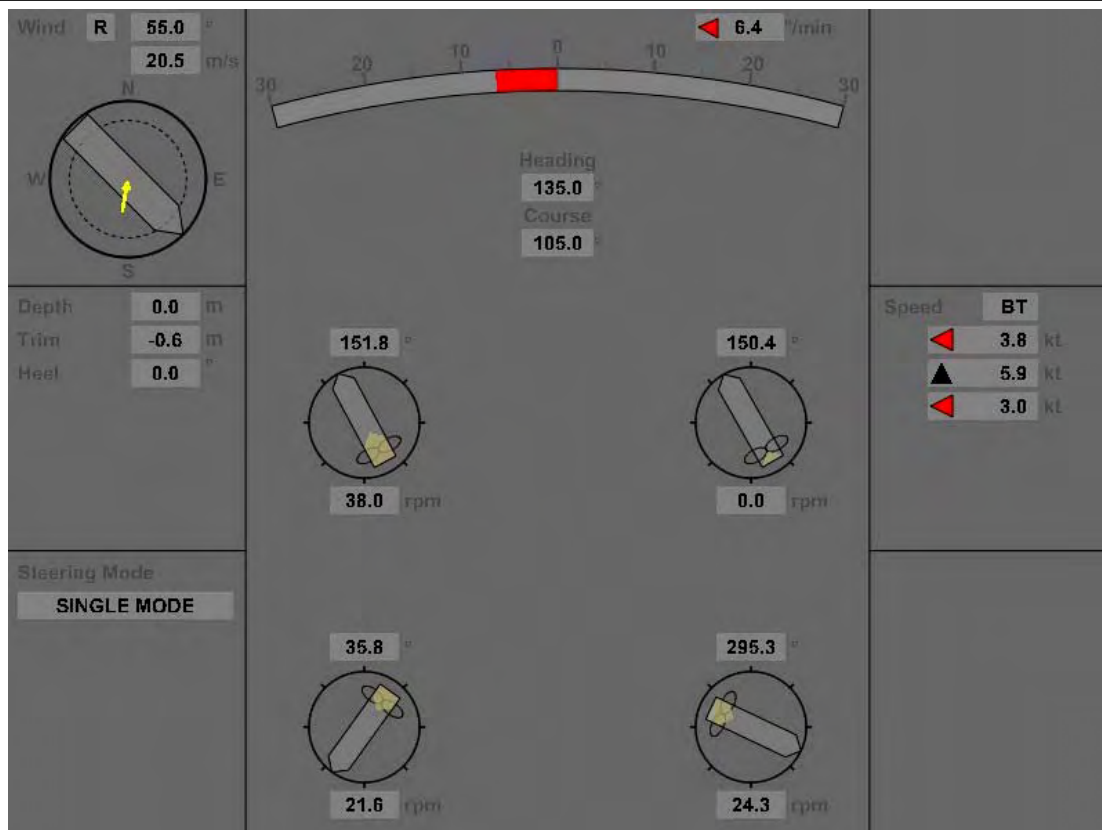 Wind R 55.0 °
20.5 m/s
N
W E
S
6.4 °/min
30 20 10 0 10 20 30
Heading
135.0 °
Course
105.0 °
Depth 0.0 m
Trim -0.6 m
Heel 0.0 °
Speed BT
3.8 kt
5.9 kt
3.0 kt
151.8 °
38.0 rpm
150.4 °
0.0 rpm
Steering Mode
SINGLE MODE
35.8 °
21.6 rpm
295.3 °
24.3 rpm